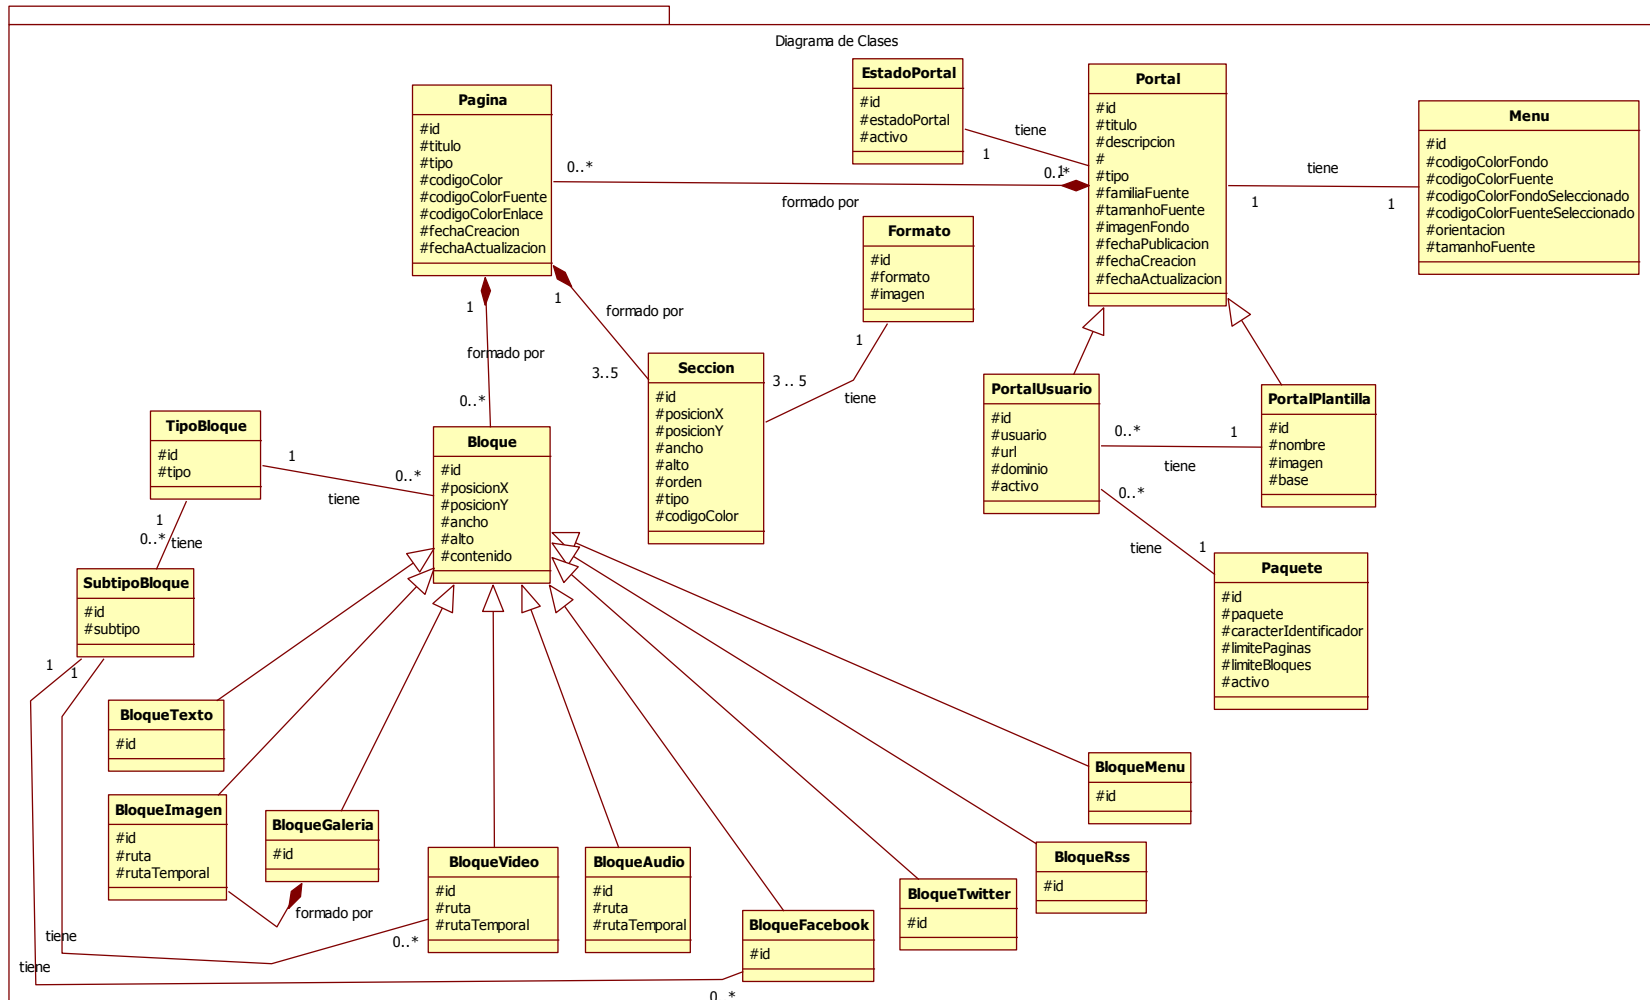 Diagrama de Clases
EstadoPortal
#id
#estadoPortal
#activo
Portal
#id
#titulo
#descripcion
#
#tipo
#familiaFuente
#tamanhoFuente
#imagenFondo
#fechaPublicacion
#fechaCreacion
#fechaActualizacion
Menu
#id
#codigoColorFondo
#codigoColorFuente
#codigoColorFondoSeleccionado
#codigoColorFuenteSeleccionado
#orientacion
#tamanhoFuente
Pagina
#id
#titulo
#tipo
#codigoColor
#codigoColorFuente
#codigoColorEnlace
#fechaCreacion
#fechaActualizacion
tiene
1
0..*
1
tiene
1
1
0..*
formado por
Formato
#id
#formato
#imagen
1
formado por
3..5
1
formado por
0..*
1
3 .. 5
tiene
Seccion
#id
#posicionX
#posicionY
#ancho
#alto
#orden
#tipo
#codigoColor
PortalUsuario
#id
#usuario
#url
#dominio
#activo
PortalPlantilla
#id
#nombre
#imagen
#base
0..*
1
tiene
0..*
tiene
1
Paquete
#id
#paquete
#caracterIdentificador
#limitePaginas
#limiteBloques
#activo
TipoBloque
#id
#tipo
1
0..*
tiene
Bloque
#id
#posicionX
#posicionY
#ancho
#alto
#contenido
1
0..*
tiene
SubtipoBloque
#id
#subtipo
1
1
BloqueTexto
#id
BloqueImagen
#id
#ruta
#rutaTemporal
BloqueGaleria
#id
formado por
BloqueVideo
#id
#ruta
#rutaTemporal
BloqueAudio
#id
#ruta
#rutaTemporal
BloqueFacebook
#id
BloqueTwitter
#id
BloqueRss
#id
BloqueMenu
#id
tiene
0..*
tiene
0..*